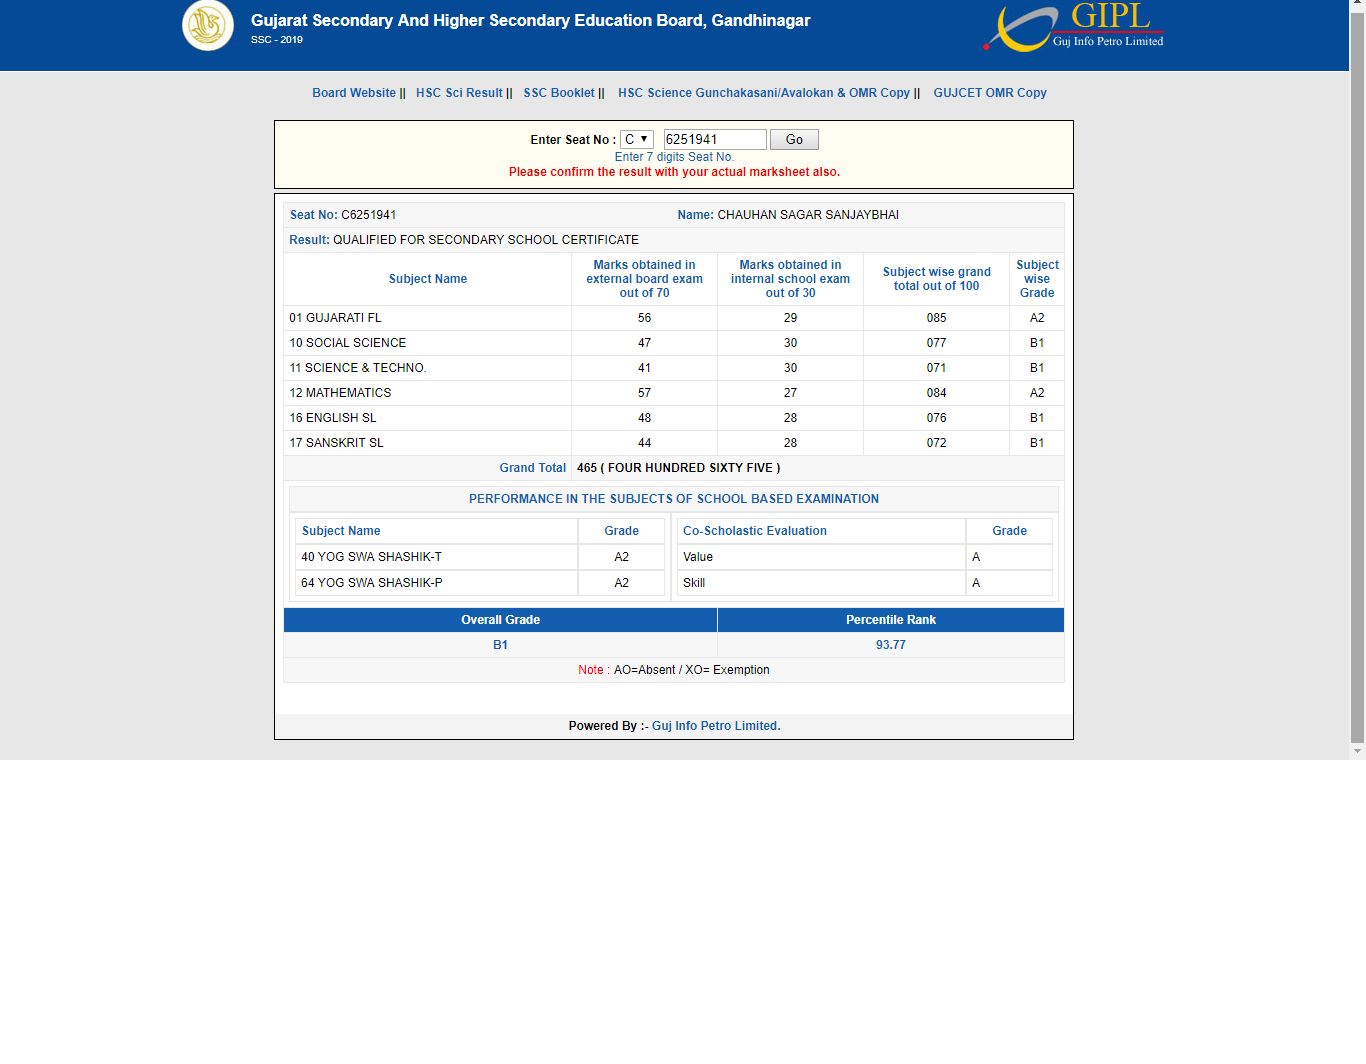 Gujarat Secondary And Higher Secondary Education Board, Gandhinagar
SSC - 2019
GIPL
Guj Info Petro Limited
Board Website || HSC Sci Result || SSC Booklet || HSC Science Gunchakasani/Avalokan & OMR Copy || GUJCET OMR Copy
Enter Seat No : C 6251941 Go
Enter 7 digits Seat No.
Please confirm the result with your actual marksheet also.
Seat No: C6251941 Name: CHAUHAN SAGAR SANJAYBHAI
Result: QUALIFIED FOR SECONDARY SCHOOL CERTIFICATE
Subject Name
Marks obtained in
external board exam
out of 70
Marks obtained in
internal school exam
out of 30
Subject wise grand
total out of 100
Subject
wise
Grade
01 GUJARATI FL 56 29 085 A2
10 SOCIAL SCIENCE 47 30 077 B1
11 SCIENCE & TECHNO. 41 30 071 B1
12 MATHEMATICS 57 27 084 A2
16 ENGLISH SL 48 28 076 B1
17 SANSKRIT SL 44 28 072 B1
Grand Total 465 ( FOUR HUNDRED SIXTY FIVE )
PERFORMANCE IN THE SUBJECTS OF SCHOOL BASED EXAMINATION
Subject Name Grade Co-Scholastic Evaluation Grade
40 YOG SWA SHASHIK-T A2 Value A
64 YOG SWA SHASHIK-P A2 Skill A
Overall Grade Percentile Rank
B1 93.77
Note : AO=Absent / XO= Exemption
Powered By :- Guj Info Petro Limited.